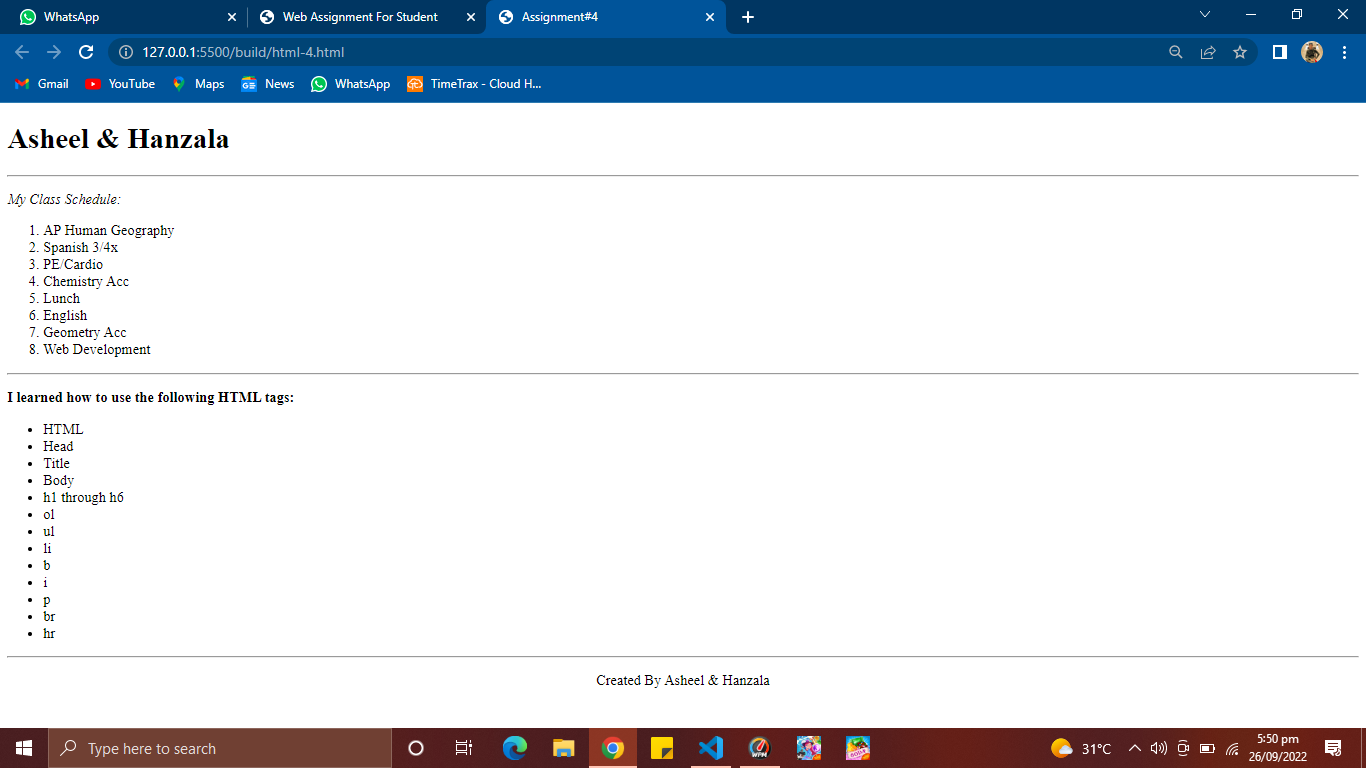 WhatsApp
Web Assignment For Student
Assignment#4
127.0.0.1:5500/build/html-4.html
Gmail
YouTube
Maps
News
WhatsApp
TimeTrax - Cloud H...
Asheel & Hanzala
My Class Schedule:
1. AP Human Geography
2. Spanish 3/4x
3. PE/Cardio
4. Chemistry Acc
5. Lunch
6. English
7. Geometry Acc
8. Web Development
I learned how to use the following HTML tags:
• HTML
• Head
• Title
• Body
• h1 through h6
• ol
• ul
• li
• b
• i
• p
• br
• hr
Created By Asheel & Hanzala
Type here to search
WPM
31°C
5:50 pm
26/09/2022